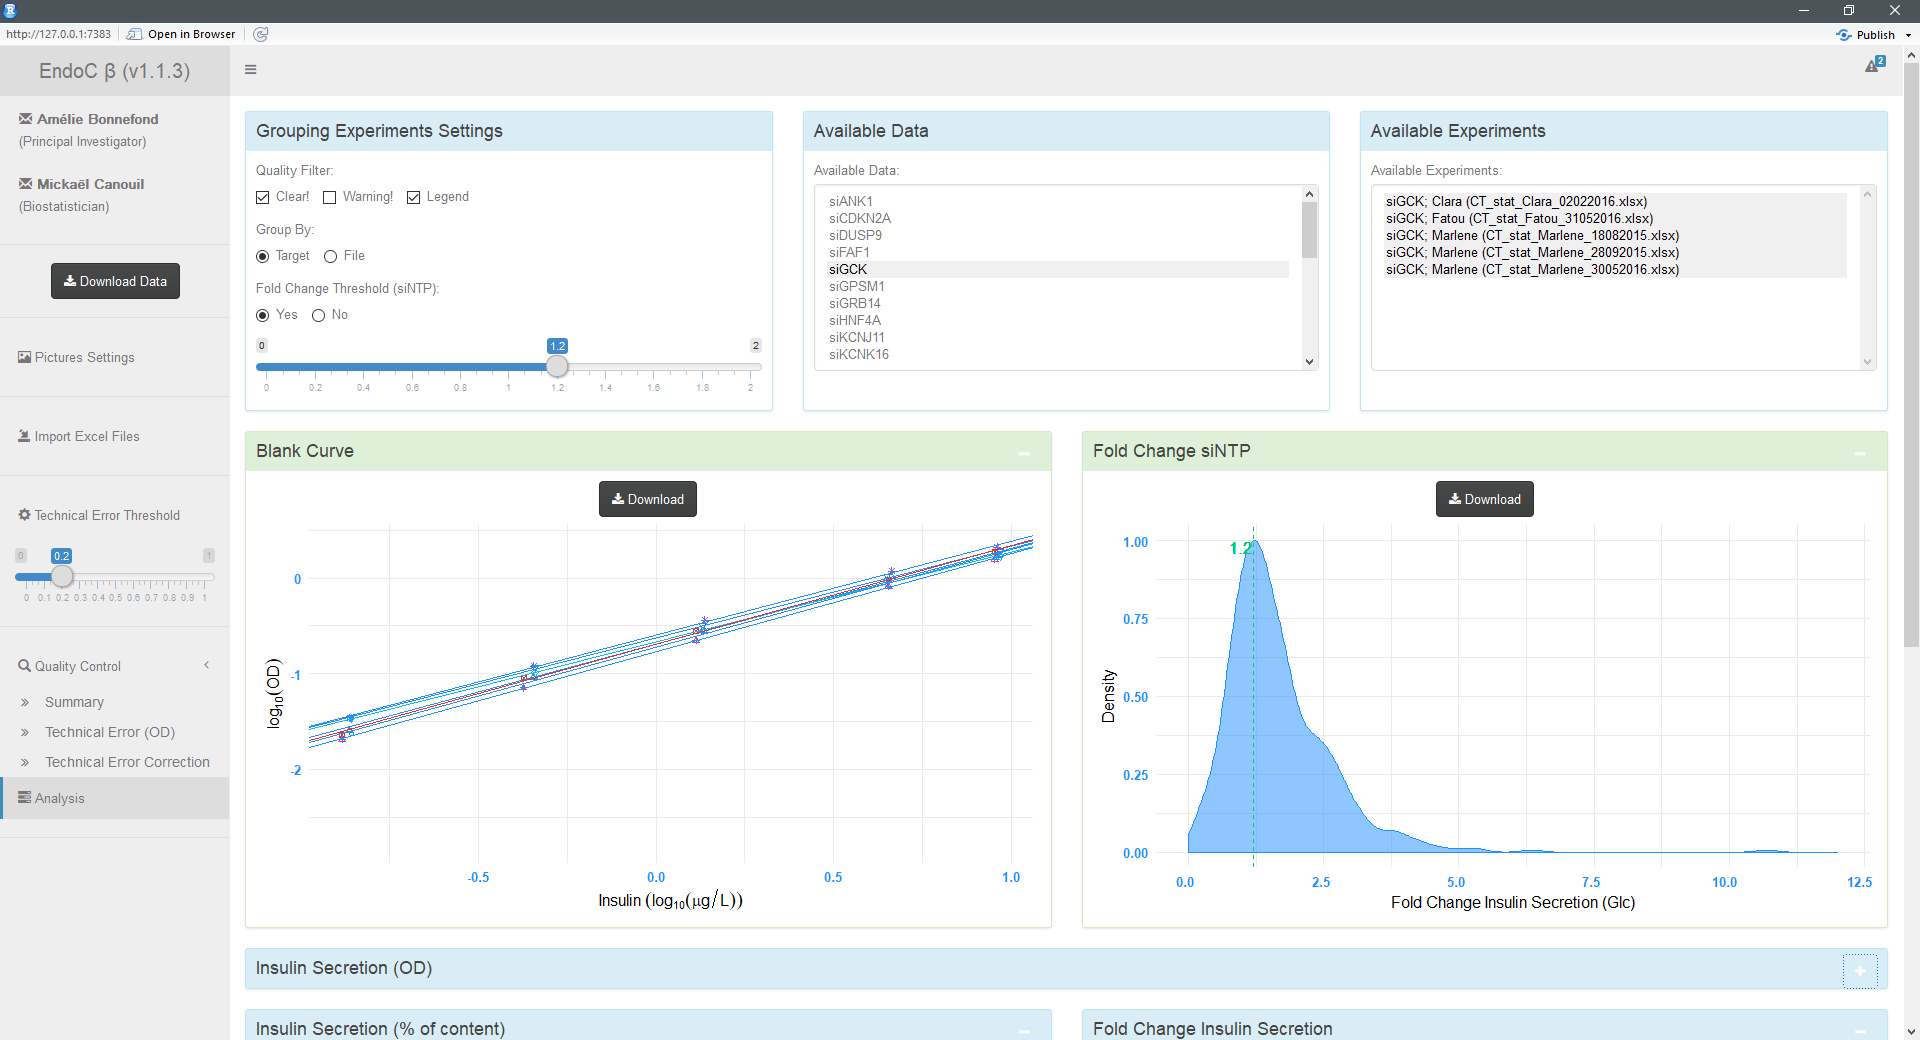 http://127.0.0.1:7383
Open in Browser
Publish
EndoC β (v1.1.3)
2
Amélie Bonnefond
(Principal Investigator)
Mickaël Canouil
(Biostatistician)
Download Data
Pictures Settings
Import Excel Files
Technical Error Threshold
0 0.2 1
0 0.1 0.2 0.3 0.4 0.5 0.6 0.7 0.8 0.9 1
Quality Control
Summary
Technical Error (OD)
Technical Error Correction
Analysis
Grouping Experiments Settings
Quality Filter:
Clear! Warning! Legend
Group By:
Target File
Fold Change Threshold (siNTP):
Yes No
0 1.2 2
0 0.2 0.4 0.6 0.8 1 1.2 1.4 1.6 1.8 2
Available Data
Available Data:
siANK1
siCDKN2A
siDUSP9
siFAF1
siGCK
siGPSM1
siGRB14
siHNF4A
siKCNJ11
siKCNK16
Available Experiments
Available Experiments:
siGCK; Clara (CT_stat_Clara_02022016.xlsx)
siGCK; Fatou (CT_stat_Fatou_31052016.xlsx)
siGCK; Marlene (CT_stat_Marlene_18082015.xlsx)
siGCK; Marlene (CT_stat_Marlene_28092015.xlsx)
siGCK; Marlene (CT_stat_Marlene_30052016.xlsx)
Blank Curve
Download
log10(OD)
0
-1
-2
-0.5 0.0 0.5 1.0
Insulin (log10(μg/L))
Fold Change siNTP
Download
1.2
Density
1.00
0.75
0.50
0.25
0.00
0.0 2.5 5.0 7.5 10.0 12.5
Fold Change Insulin Secretion (Glc)
Insulin Secretion (OD)
Insulin Secretion (% of content)
Fold Change Insulin Secretion